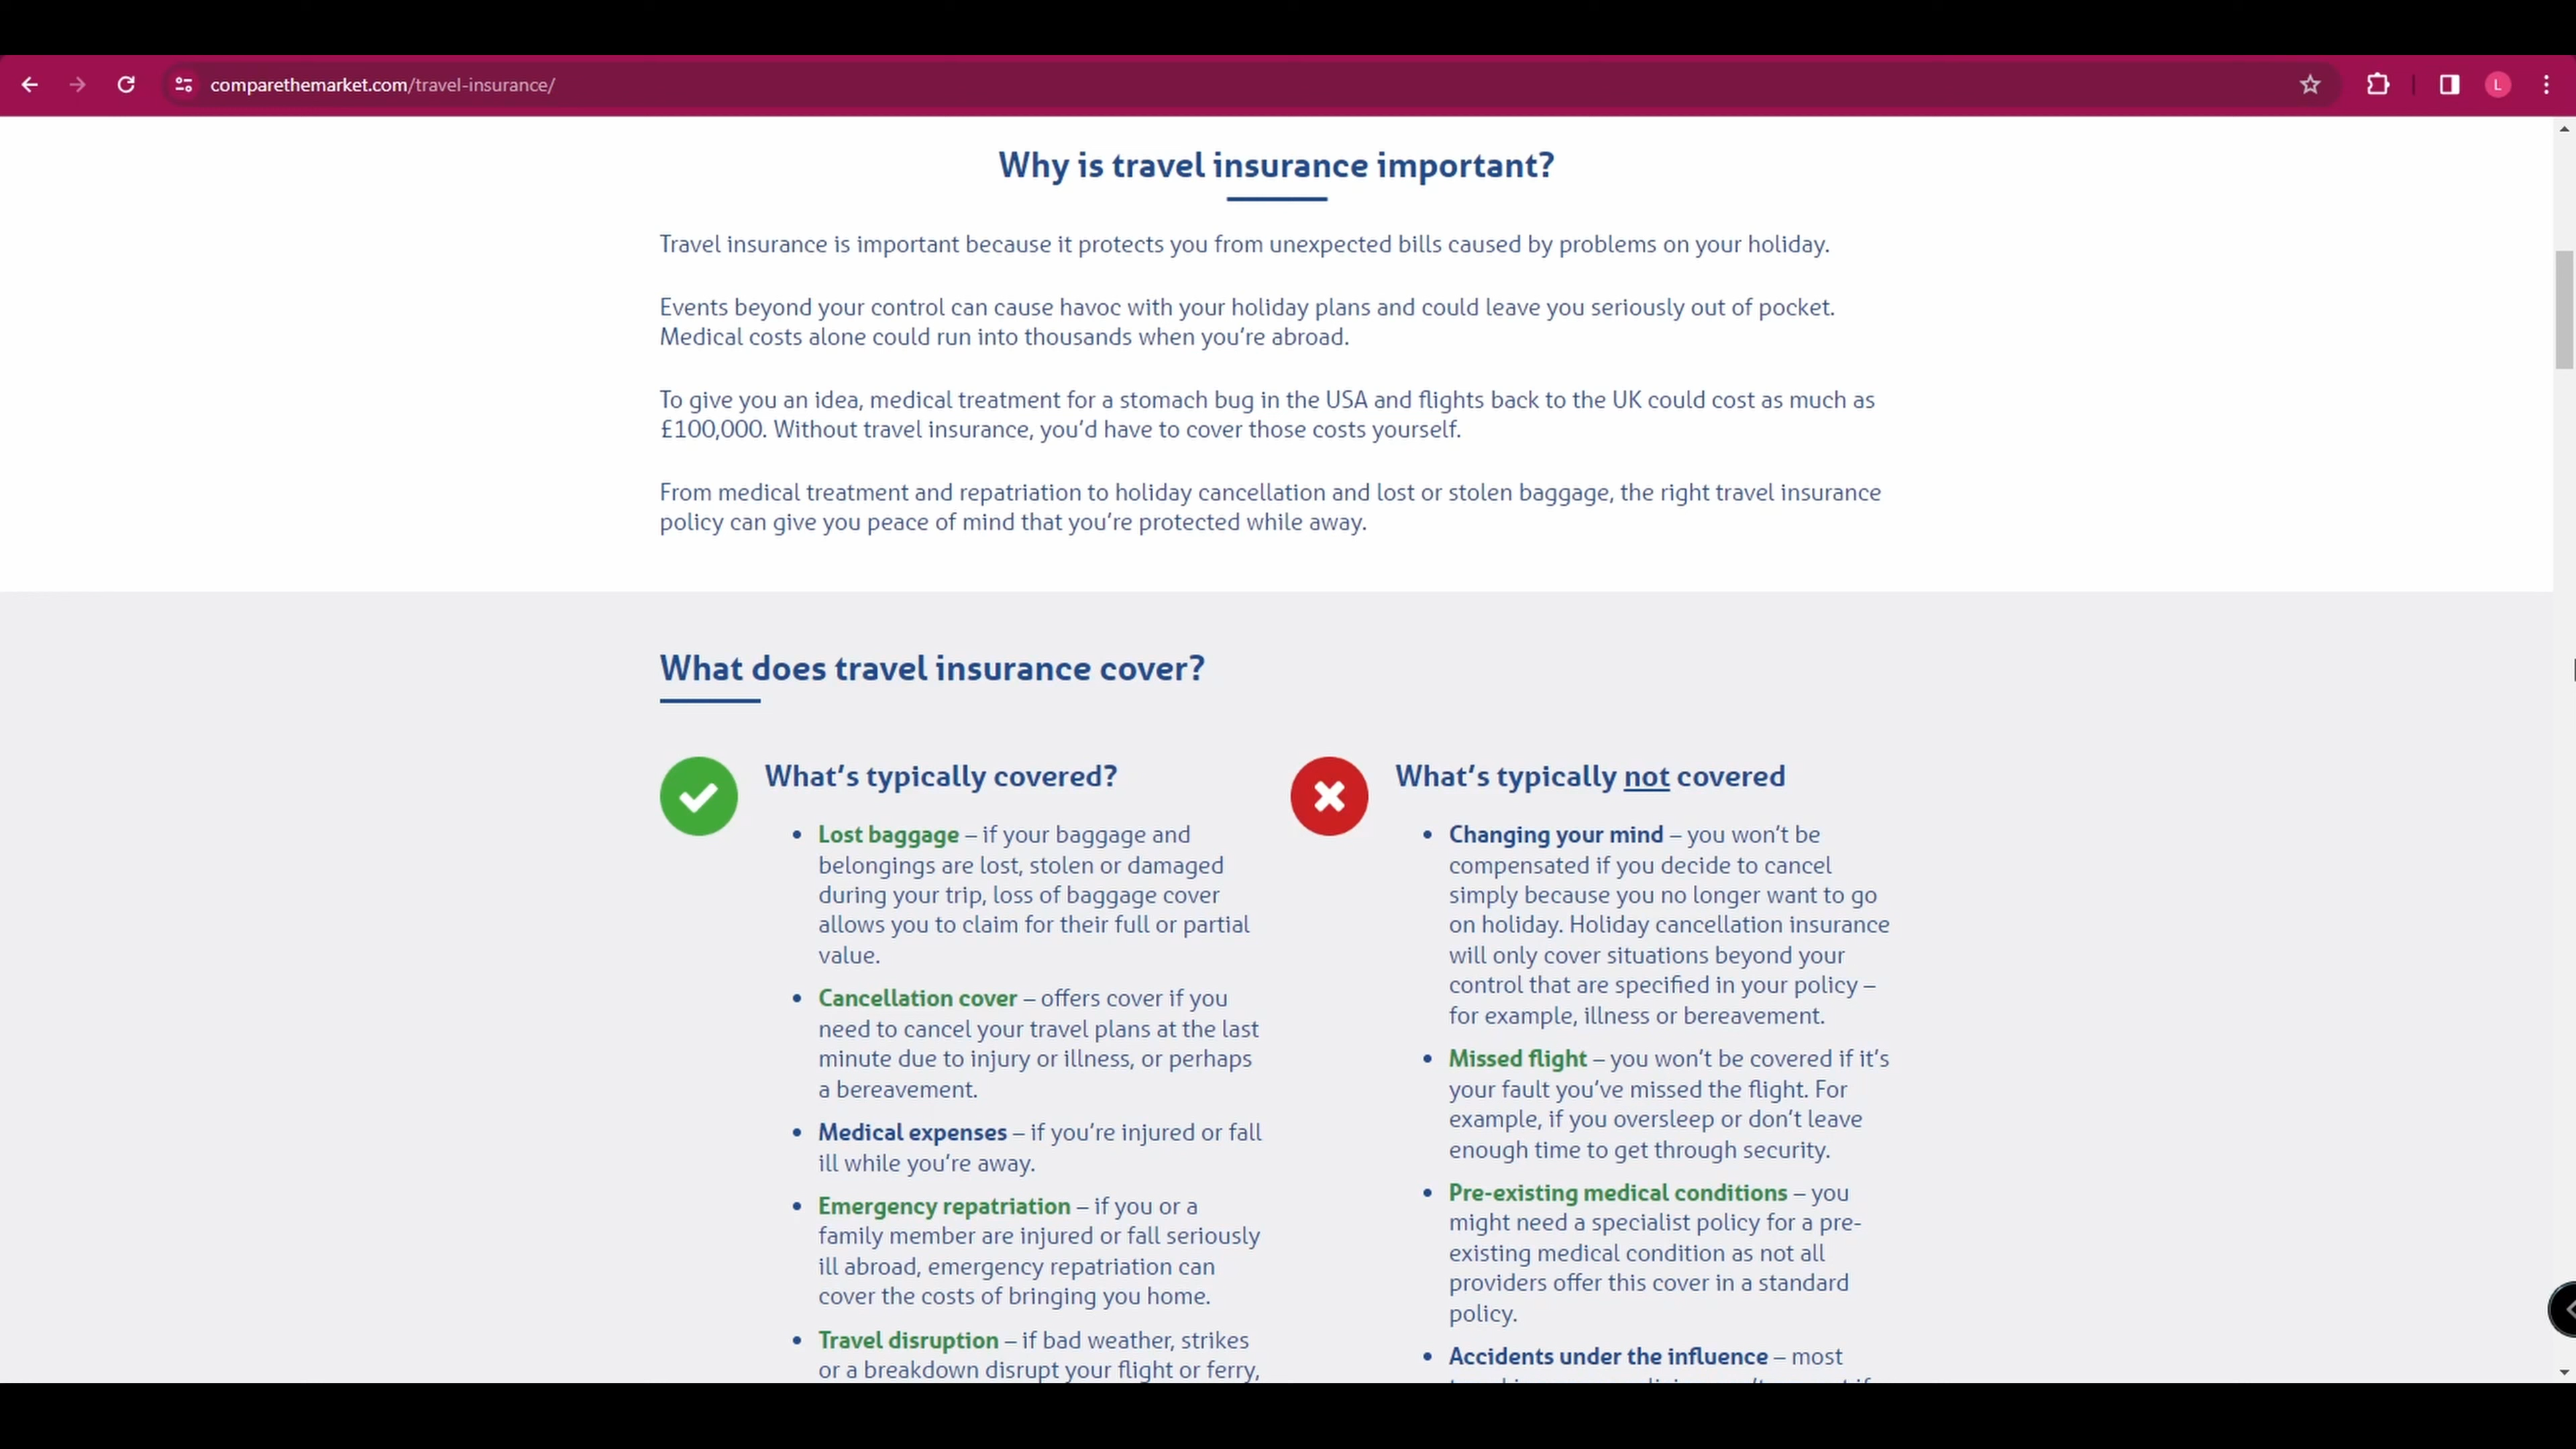 comparethemarket.com/travel-insurance/
L
Why is travel insurance important?
Travel insurance is important because it protects you from unexpected bills caused by problems on your holiday.
Events beyond your control can cause havoc with your holiday plans and could leave you seriously out of pocket.
Medical costs alone could run into thousands when you’re abroad.
To give you an idea, medical treatment for a stomach bug in the USA and flights back to the UK could cost as much as
£100,000. Without travel insurance, you’d have to cover those costs yourself.
From medical treatment and repatriation to holiday cancellation and lost or stolen baggage, the right travel insurance
policy can give you peace of mind that you’re protected while away.
What does travel insurance cover?
What’s typically covered?
• Lost baggage – if your baggage and
belongings are lost, stolen or damaged
during your trip, loss of baggage cover
allows you to claim for their full or partial
value.
• Cancellation cover – offers cover if you
need to cancel your travel plans at the last
minute due to injury or illness, or perhaps
a bereavement.
• Medical expenses – if you’re injured or fall
ill while you’re away.
• Emergency repatriation – if you or a
family member are injured or fall seriously
ill abroad, emergency repatriation can
cover the costs of bringing you home.
• Travel disruption – if bad weather, strikes
or a breakdown disrupt your flight or ferry,
What’s typically not covered
• Changing your mind – you won’t be
compensated if you decide to cancel
simply because you no longer want to go
on holiday. Holiday cancellation insurance
will only cover situations beyond your
control that are specified in your policy –
for example, illness or bereavement.
• Missed flight – you won’t be covered if it’s
your fault you’ve missed the flight. For
example, if you oversleep or don’t leave
enough time to get through security.
• Pre-existing medical conditions – you
might need a specialist policy for a pre-
existing medical condition as not all
providers offer this cover in a standard
policy.
• Accidents under the influence – most